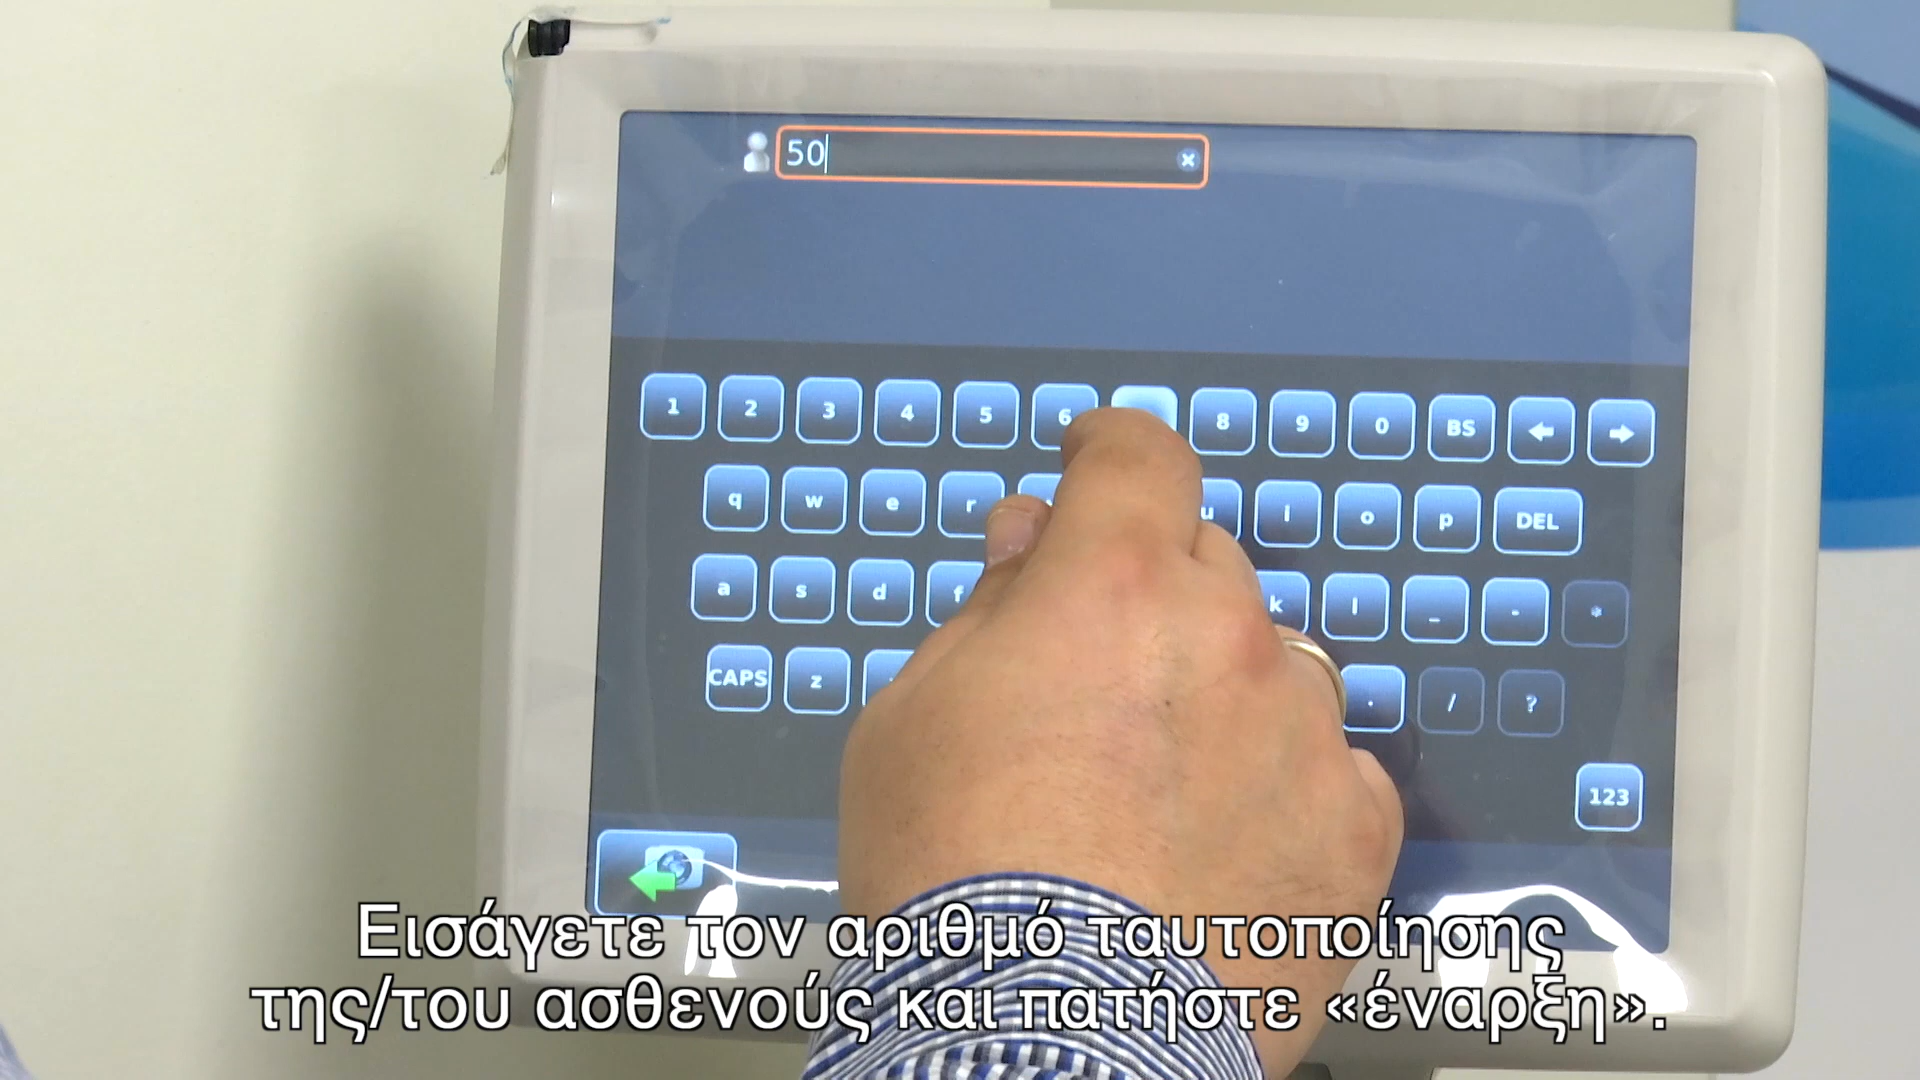 50
1 2 3 4 5 6 8 9 0 BS
q w e r u i o p DEL
a s d f k l _ - *
CAPS z . / ?
123
Εισάγετε τον αριθμό ταυτοποίησης
της/του ασθενούς και πατήστε «έναρξη».